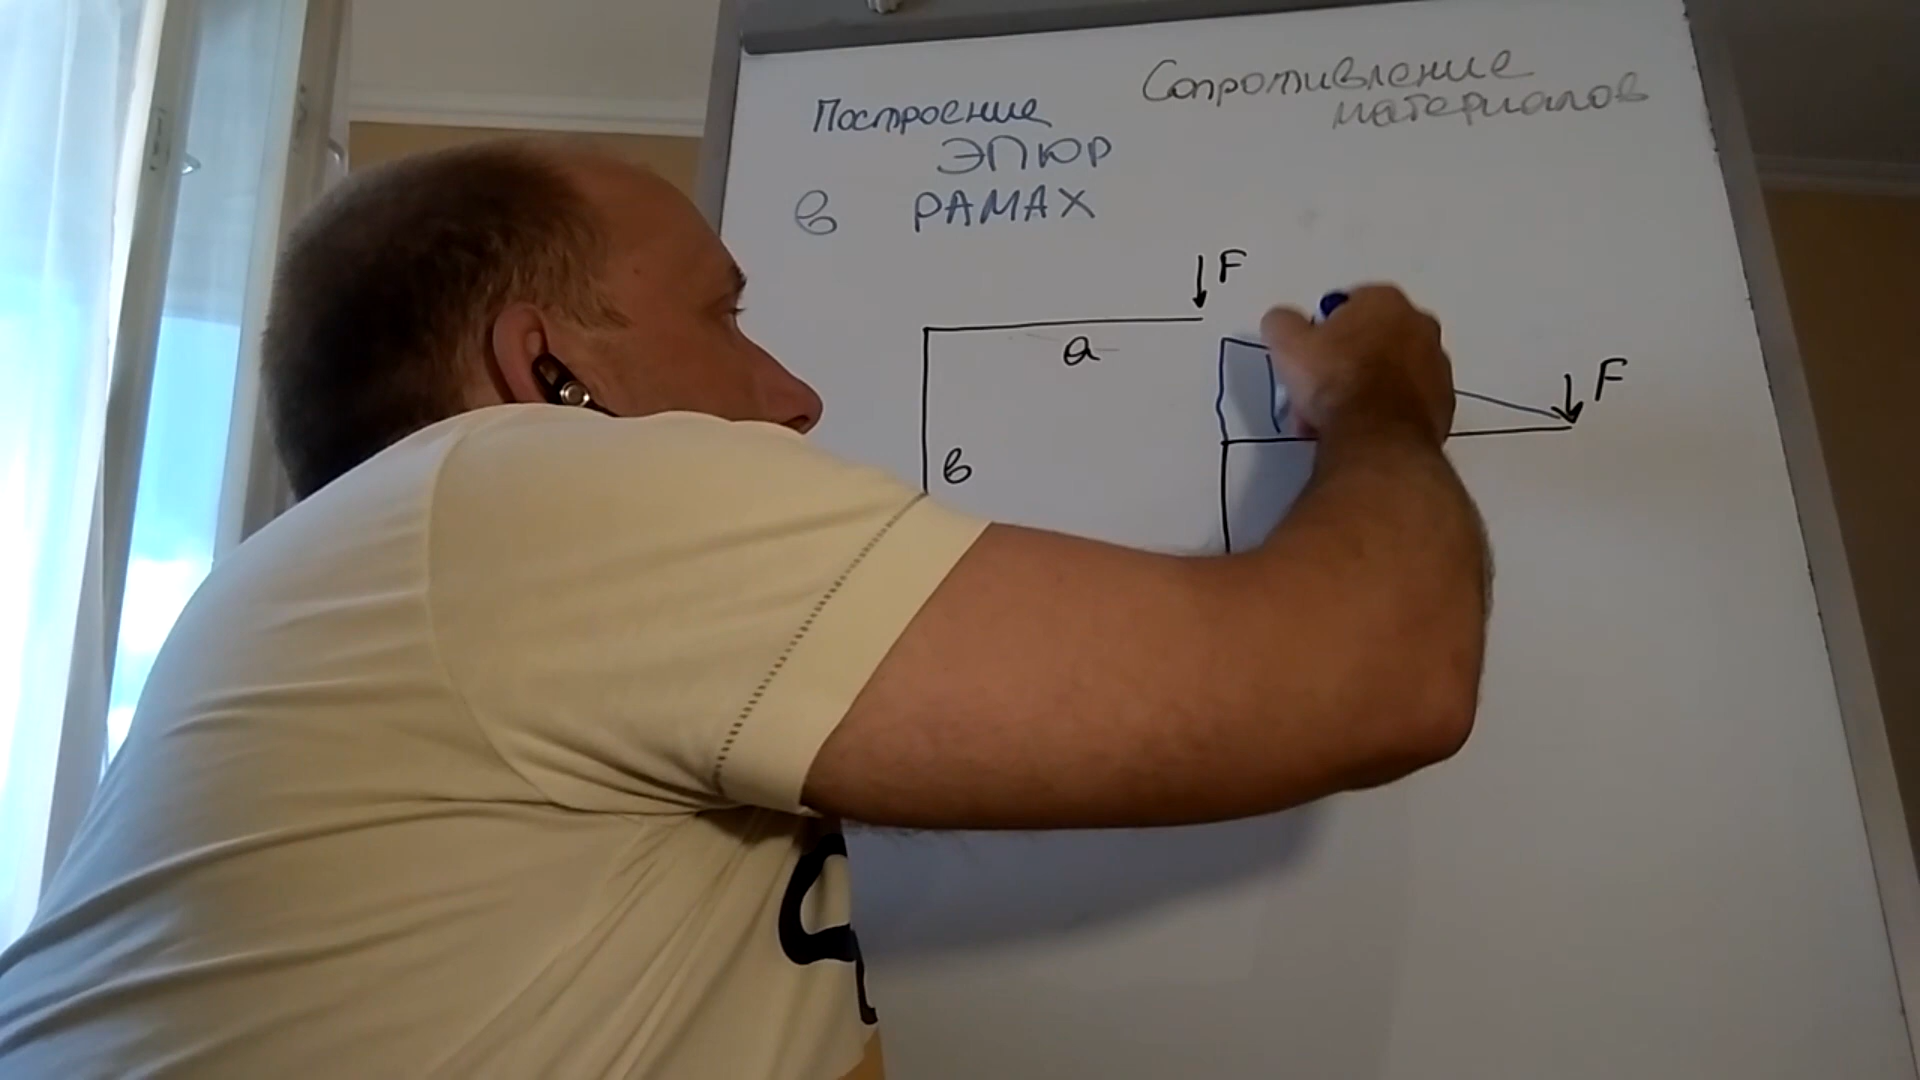 Построение
ЭПЮР
в РАМАХ
Сопротивление
материалов
F
a
в
F